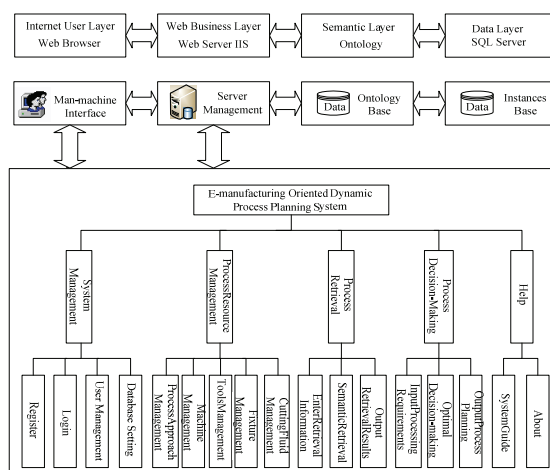 Internet User Layer
Web Browser
Web Business Layer
Web Server IIS
Semantic Layer
Ontology
Data Layer
SQL Server
Man-machine
Interface
Server
Management
Data
Ontology
Base
Data
Instances
Base
E-manufacturing Oriented Dynamic
Process Planning System
System
Management
ProcessResource
Management
Process
Retrieval
Process
Decision-Making
Help
Register
Login
User Management
Database Setting
ProcessApproach
Management
Machine
Management
ToolsManagement
Fixture
Management
CuttingFluid
Management
EnterRetrieval
Information
SemanticRetrieval
Output
RetrievalResults
InputProcessing
Requirements
Optimal
Decision-making
OutputProcess
Planning
SystemGuide
About